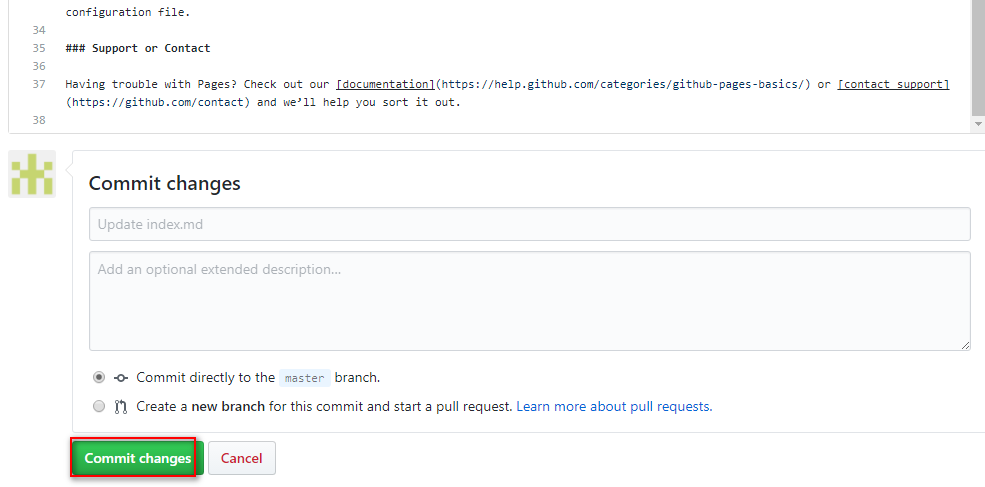 configuration file.
34
35 ### Support or Contact
36
37 Having trouble with Pages? Check out our [documentation](https://help.github.com/categories/github-pages-basics/) or [contact support]
(https://github.com/contact) and we’ll help you sort it out.
38
Commit changes
Update index.md
Add an optional extended description...
Commit directly to the master branch.
Create a new branch for this commit and start a pull request. Learn more about pull requests.
Commit changes Cancel